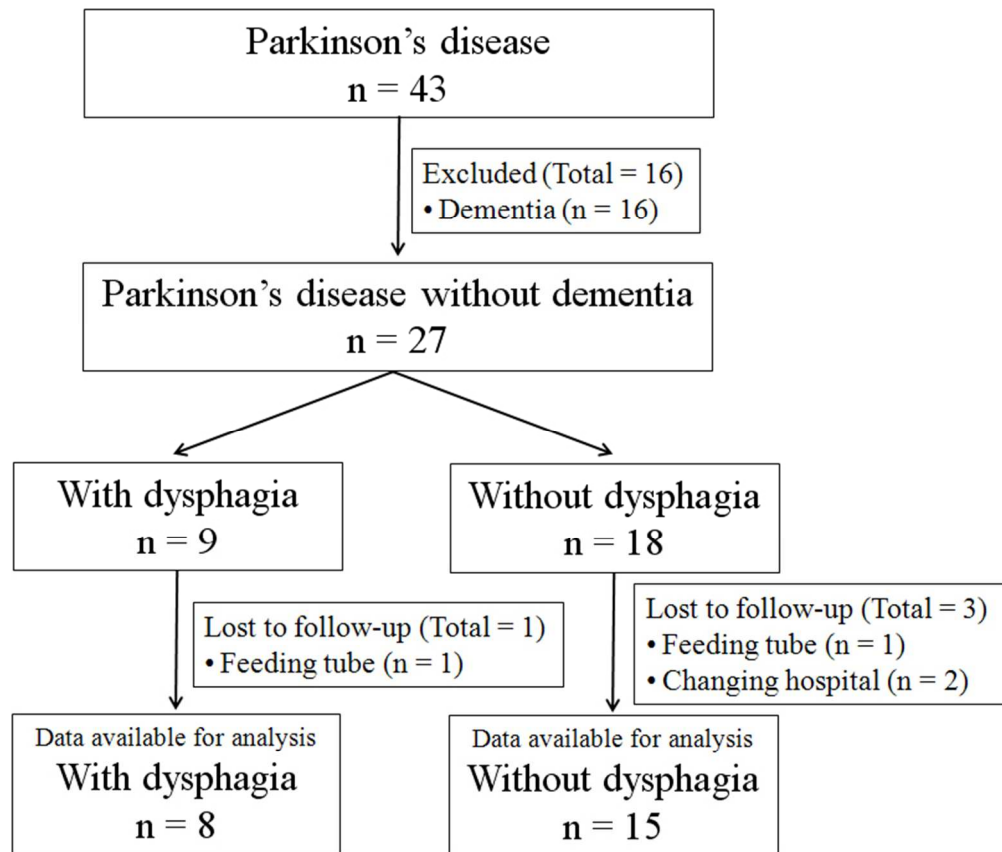 Parkinson's disease
n = 43
Excluded (Total = 16)
• Dementia (n = 16)
Parkinson's disease without dementia
n = 27
With dysphagia
n = 9
Without dysphagia
n = 18
Lost to follow-up (Total = 1)
• Feeding tube (n = 1)
Lost to follow-up (Total = 3)
• Feeding tube (n = 1)
• Changing hospital (n = 2)
Data available for analysis
With dysphagia
n = 8
Data available for analysis
Without dysphagia
n = 15